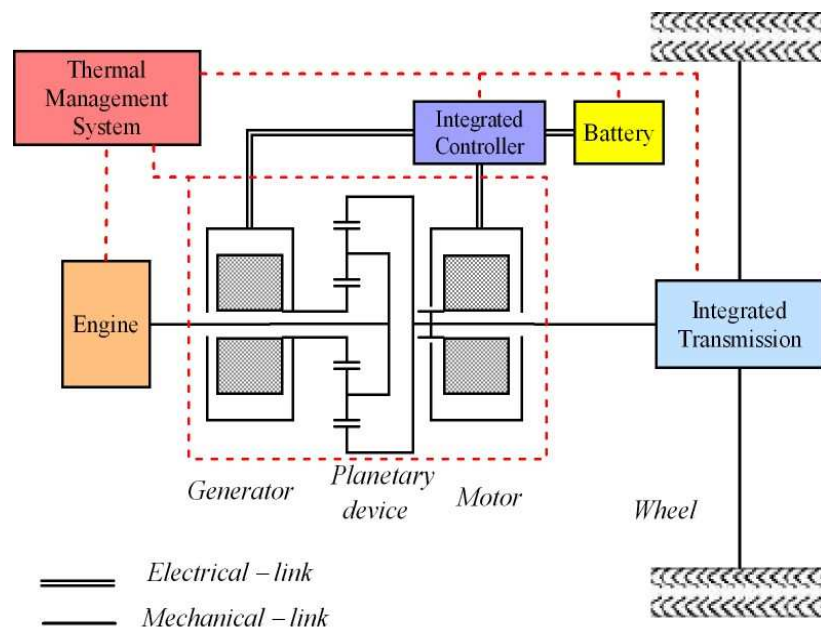 Thermal
Management
System
Integrated
Controller
Battery
Engine
Integrated
Transmission
Generator
Planetary
device
Motor
Wheel
Electrical – link
Mechanical – link